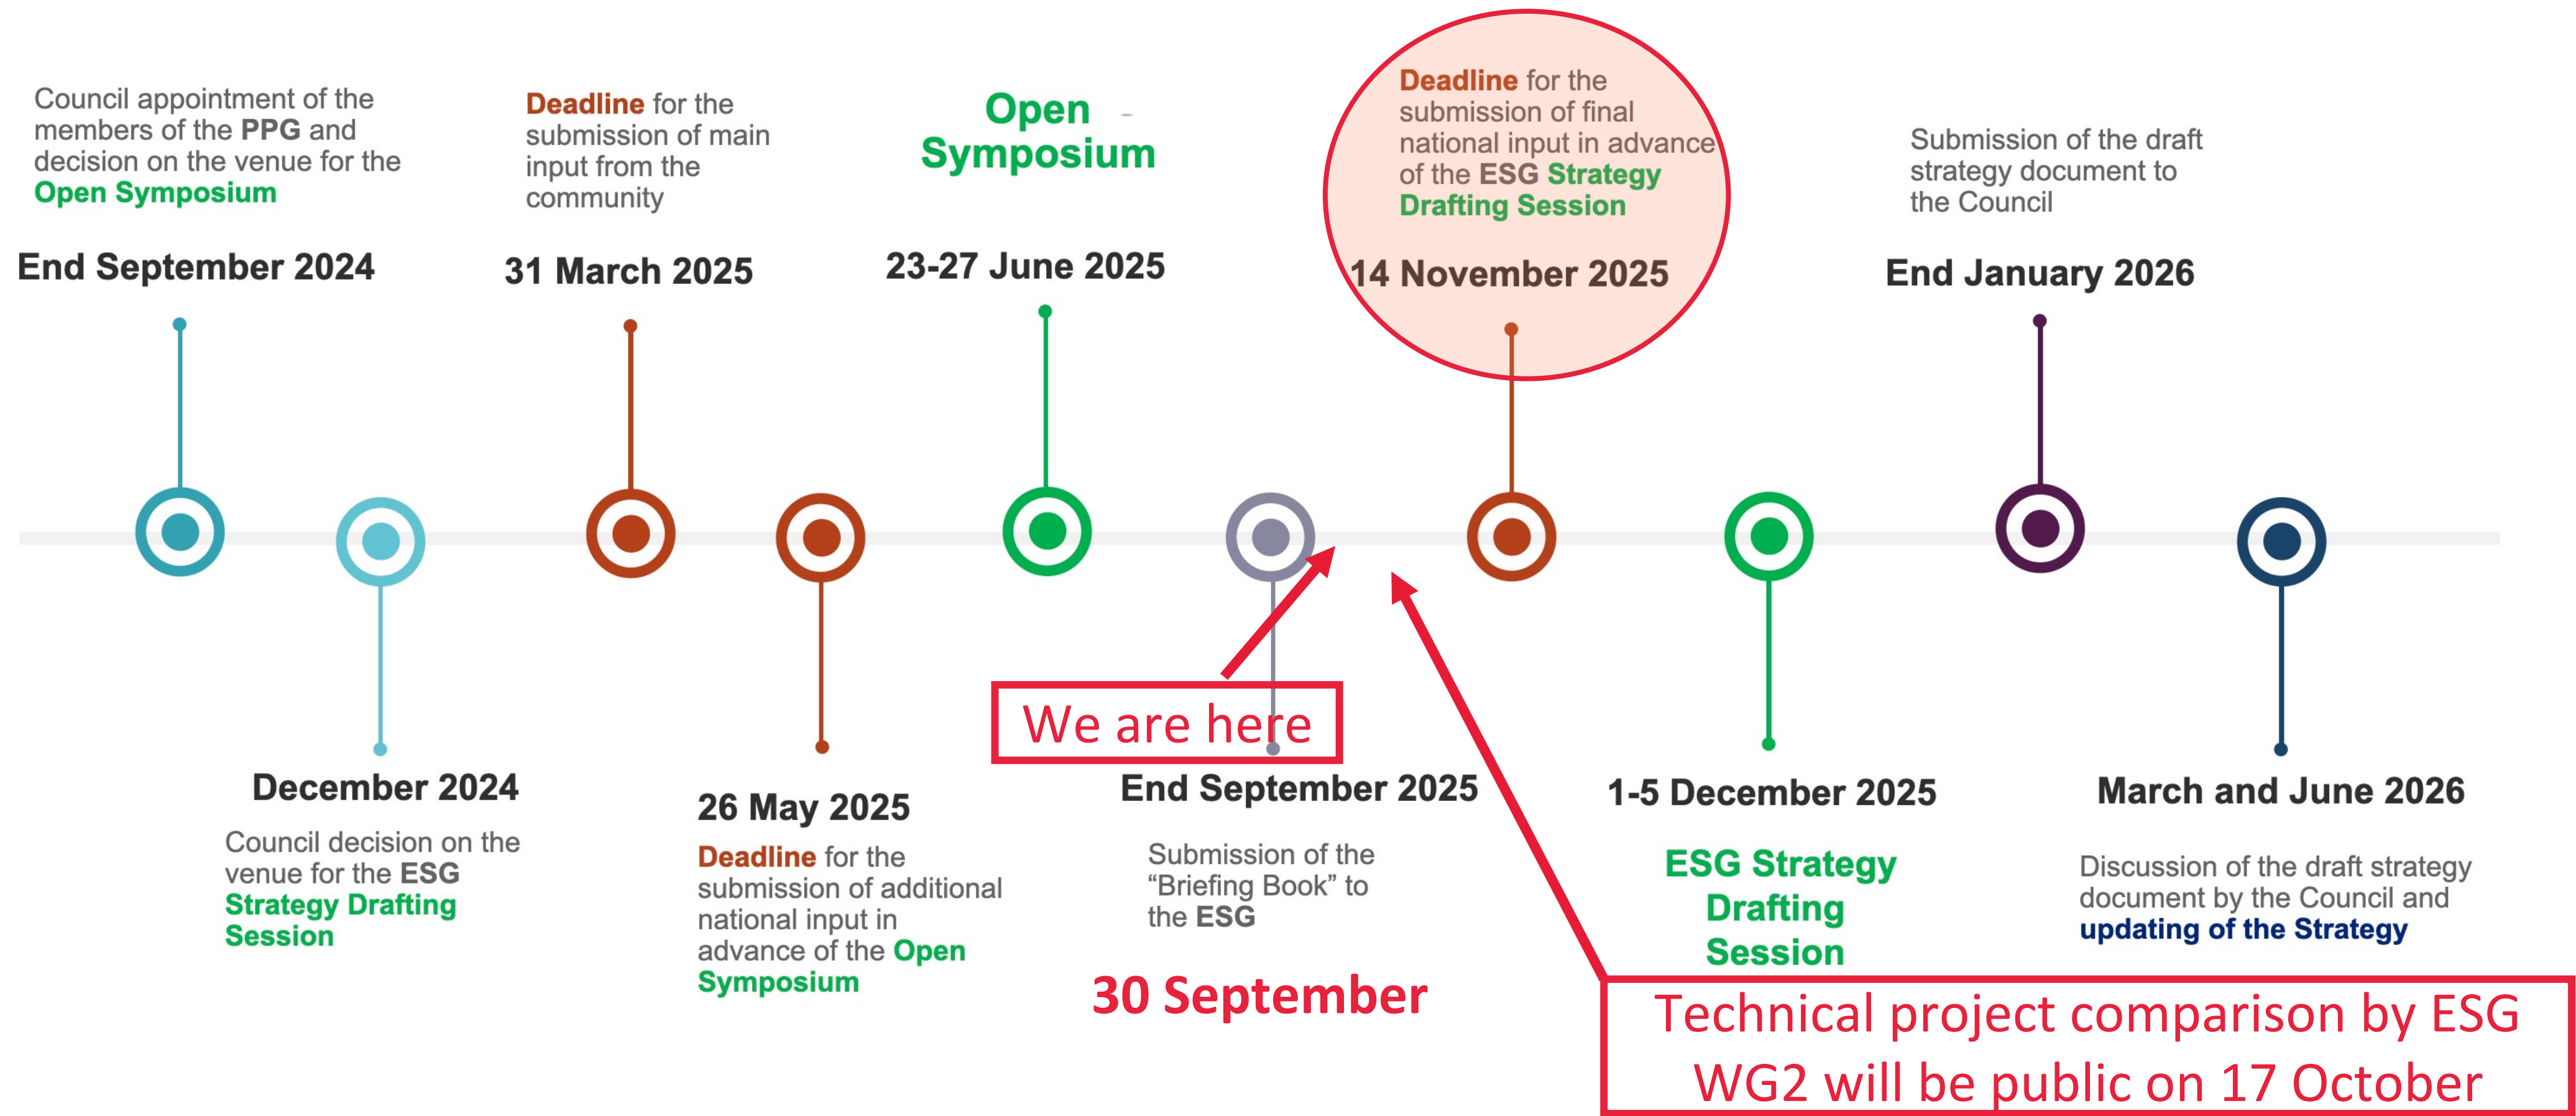 Council appointment of the
members of the PPG and
decision on the venue for the
Open Symposium
End September 2024
Deadline for the
submission of main
input from the
community
31 March 2025
Open
Symposium
23-27 June 2025
Deadline for the
submission of final
national input in advance
of the ESG Strategy
Drafting Session
14 November 2025
Submission of the draft
strategy document to
the Council
End January 2026
We are here
December 2024
Council decision on the
venue for the ESG
Strategy Drafting
Session
26 May 2025
Deadline for the
submission of additional
national input in
advance of the Open
Symposium
End September 2025
Submission of the
“Briefing Book” to
the ESG
30 September
1-5 December 2025
ESG Strategy
Drafting
Session
March and June 2026
Discussion of the draft strategy
document by the Council and
updating of the Strategy
Technical project comparison by ESG
WG2 will be public on 17 October